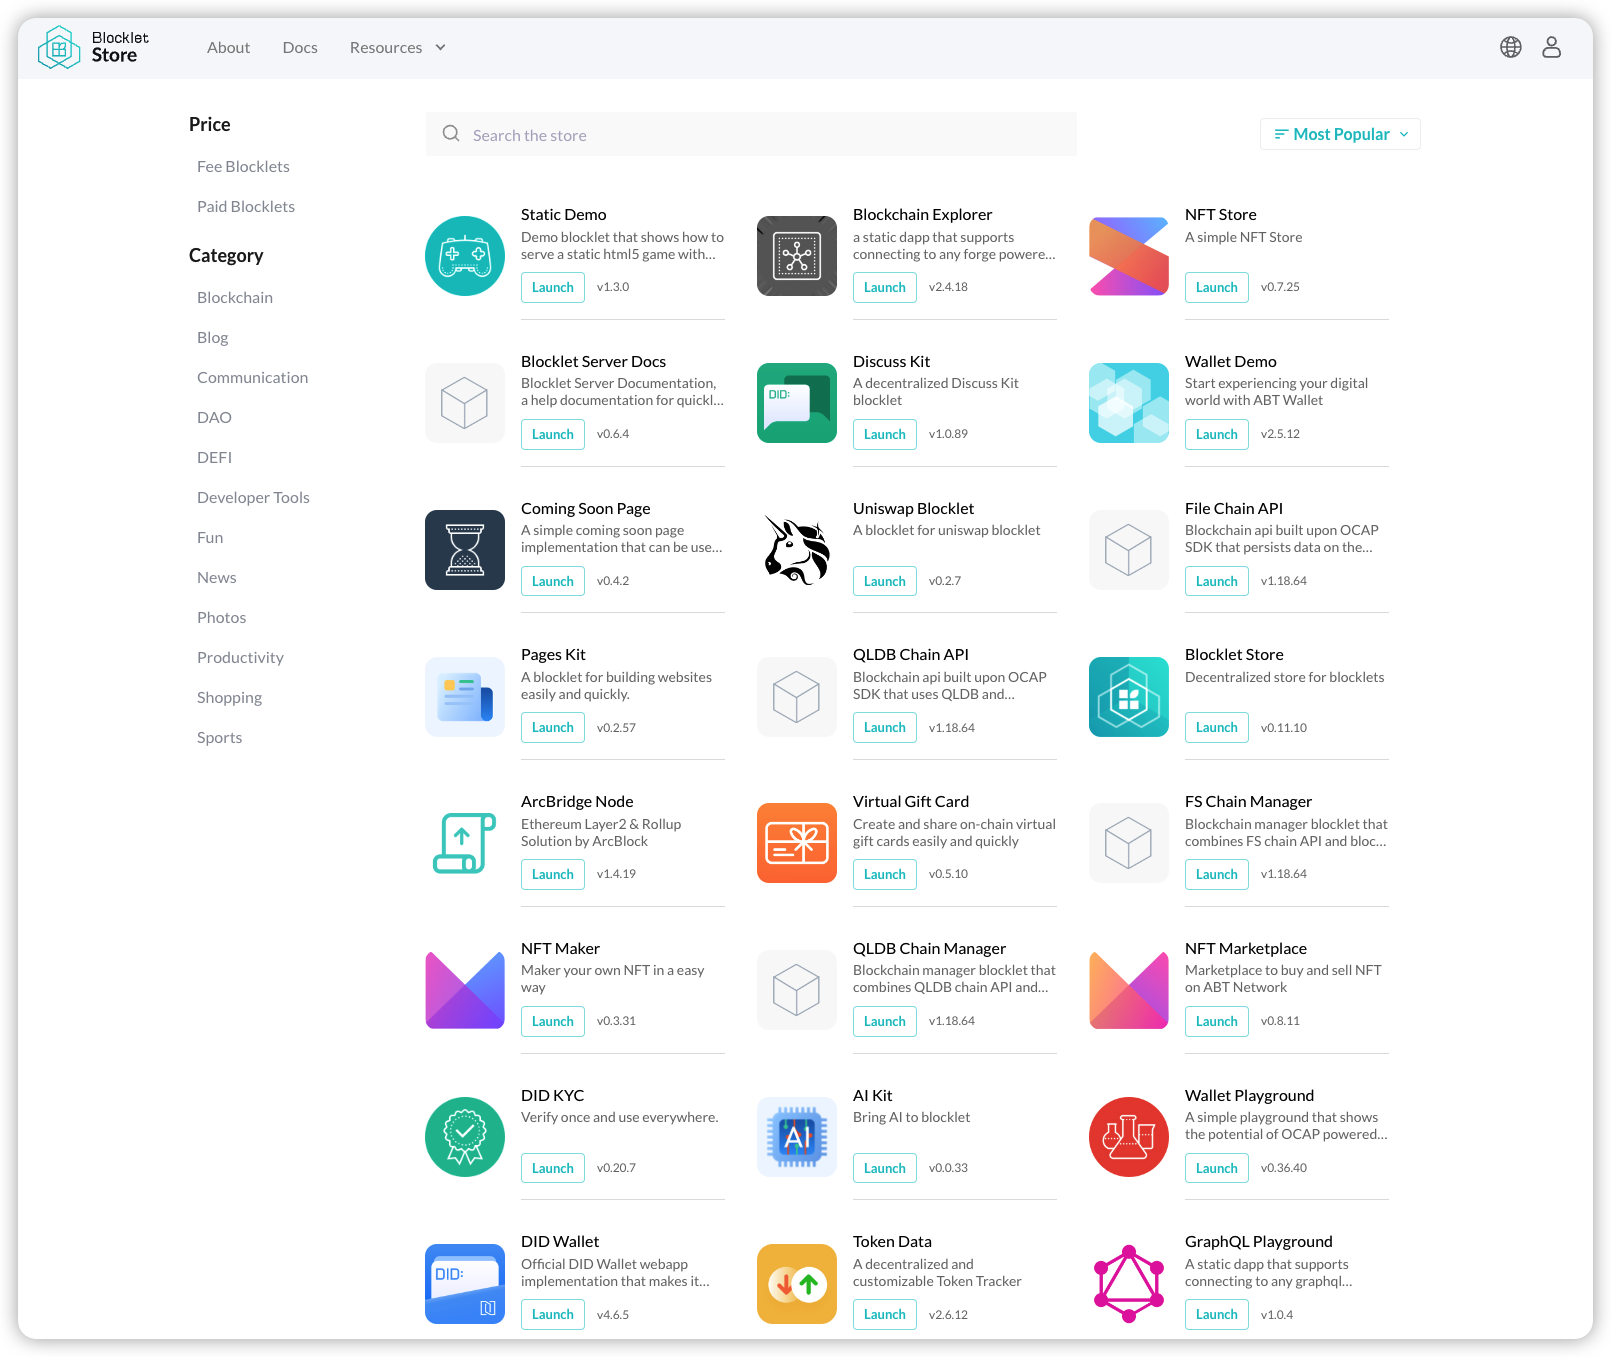 Blocklet
Store
About
Docs
Resources
Price
Fee Blocklets
Paid Blocklets
Category
Blockchain
Blog
Communication
DAO
DEFI
Developer Tools
Fun
News
Photos
Productivity
Shopping
Sports
Search the store
Most Popular
Static Demo
Demo blocklet that shows how to
serve a static html5 game with...
Launch
v1.3.0
Blockchain Explorer
a static dapp that supports
connecting to any forge powere...
Launch
v2.4.18
NFT Store
A simple NFT Store
Launch
v0.7.25
Blocklet Server Docs
Blocklet Server Documentation,
a help documentation for quickl...
Launch
v0.6.4
DID:
Discuss Kit
A decentralized Discuss Kit
blocklet
Launch
v1.0.89
Wallet Demo
Start experiencing your digital
world with ABT Wallet
Launch
v2.5.12
Coming Soon Page
A simple coming soon page
implementation that can be use...
Launch
v0.4.2
Uniswap Blocklet
A blocklet for uniswap blocklet
Launch
v0.2.7
File Chain API
Blockchain api built upon OCAP
SDK that persists data on the...
Launch
v1.18.64
Pages Kit
A blocklet for building websites
easily and quickly.
Launch
v0.2.57
QLDB Chain API
Blockchain api built upon OCAP
SDK that uses QLDB and...
Launch
v1.18.64
Blocklet Store
Decentralized store for blocklets
Launch
v0.11.10
ArcBridge Node
Ethereum Layer2 & Rollup
Solution by ArcBlock
Launch
v1.4.19
Virtual Gift Card
Create and share on-chain virtual
gift cards easily and quickly
Launch
v0.5.10
FS Chain Manager
Blockchain manager blocklet that
combines FS chain API and bloc...
Launch
v1.18.64
NFT Maker
Maker your own NFT in a easy
way
Launch
v0.3.31
QLDB Chain Manager
Blockchain manager blocklet that
combines QLDB chain API and...
Launch
v1.18.64
NFT Marketplace
Marketplace to buy and sell NFT
on ABT Network
Launch
v0.8.11
DID KYC
Verify once and use everywhere.
Launch
v0.20.7
AI
AI Kit
Bring AI to blocklet
Launch
v0.0.33
Wallet Playground
A simple playground that shows
the potential of OCAP powered...
Launch
v0.36.40
DID:
DID Wallet
Official DID Wallet webapp
implementation that makes it...
Launch
v4.6.5
Token Data
A decentralized and
customizable Token Tracker
Launch
v2.6.12
GraphQL Playground
A static dapp that supports
connecting to any graphql...
Launch
v1.0.4